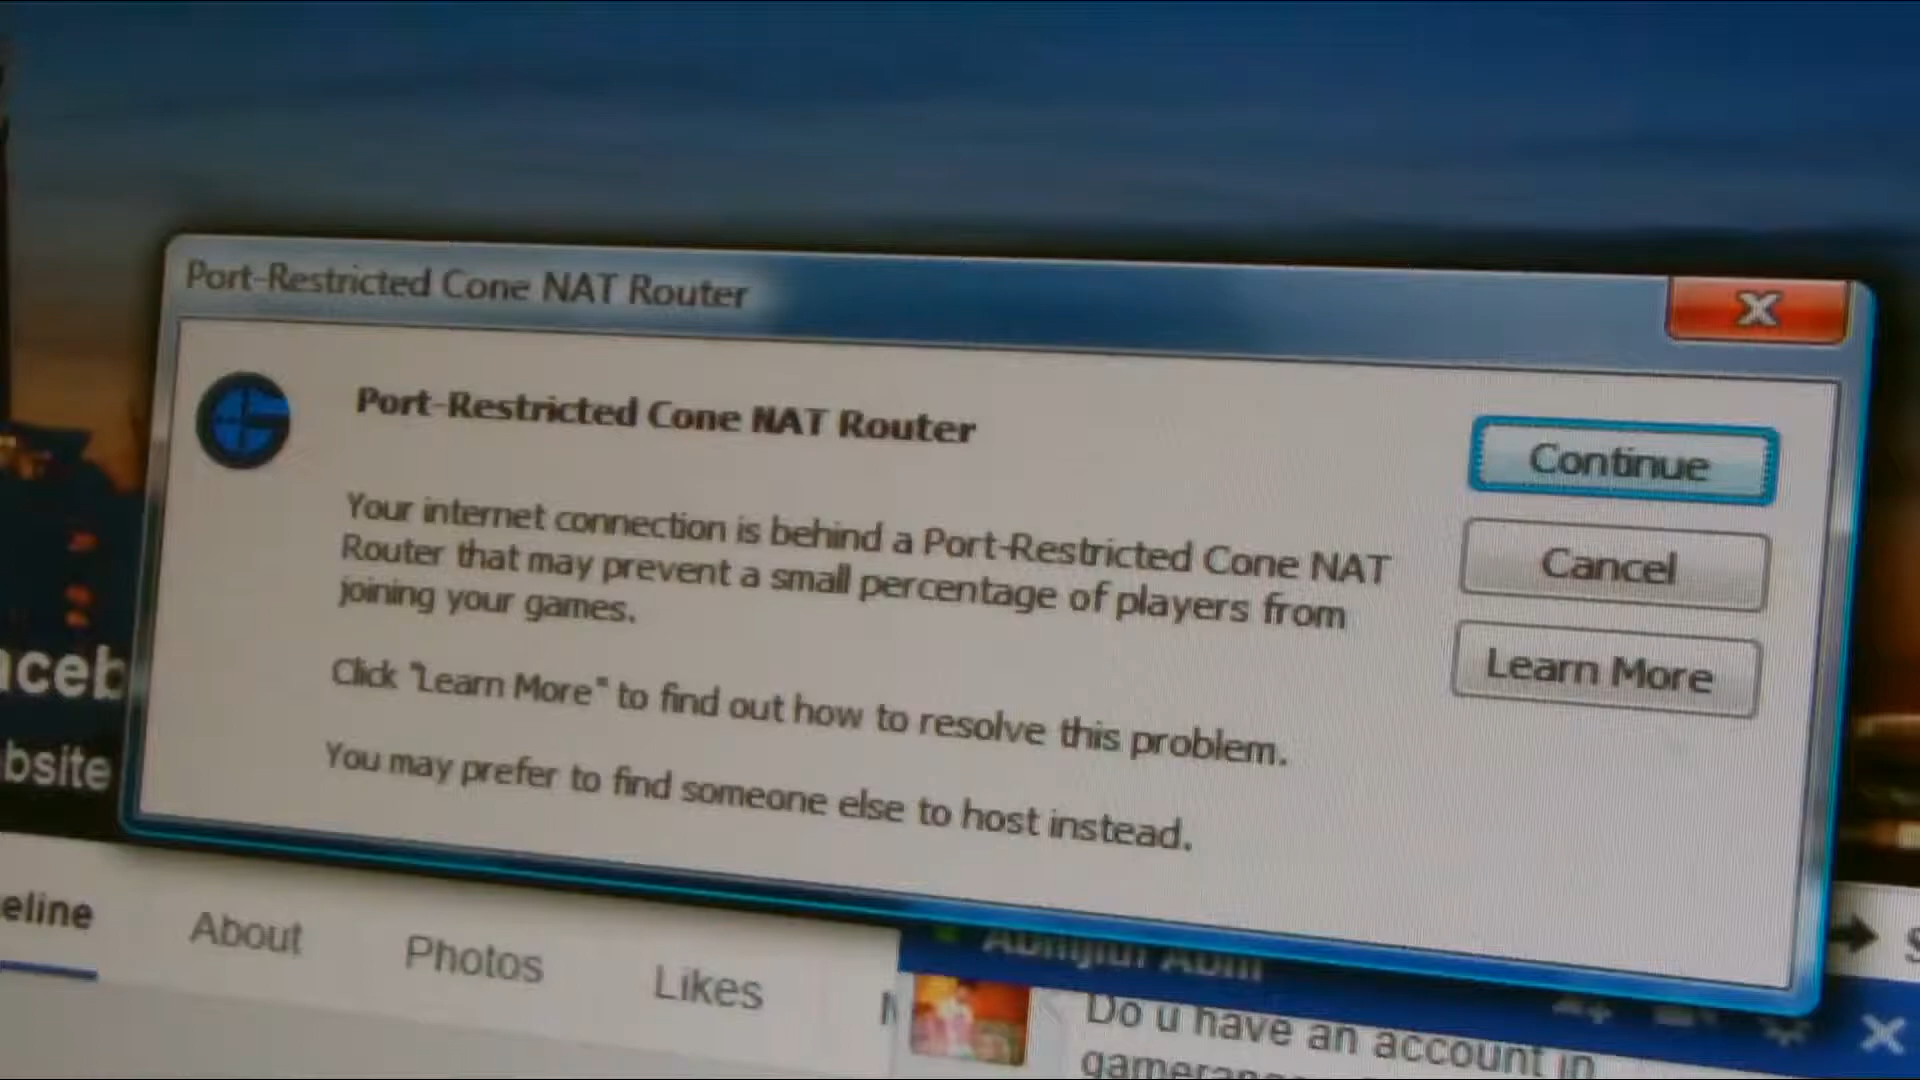 Port-Restricted Cone NAT Router
Port-Restricted Cone NAT Router
Continue
Your internet connection is behind a Port-Restricted Cone NAT
Router that may prevent a small percentage of players from
joining your games.
Cancel
Learn More
Click "Learn More" to find out how to resolve this problem.
You may prefer to find someone else to host instead.
aceb
bsite
eline
About
Photos
Likes
Do u have an account in